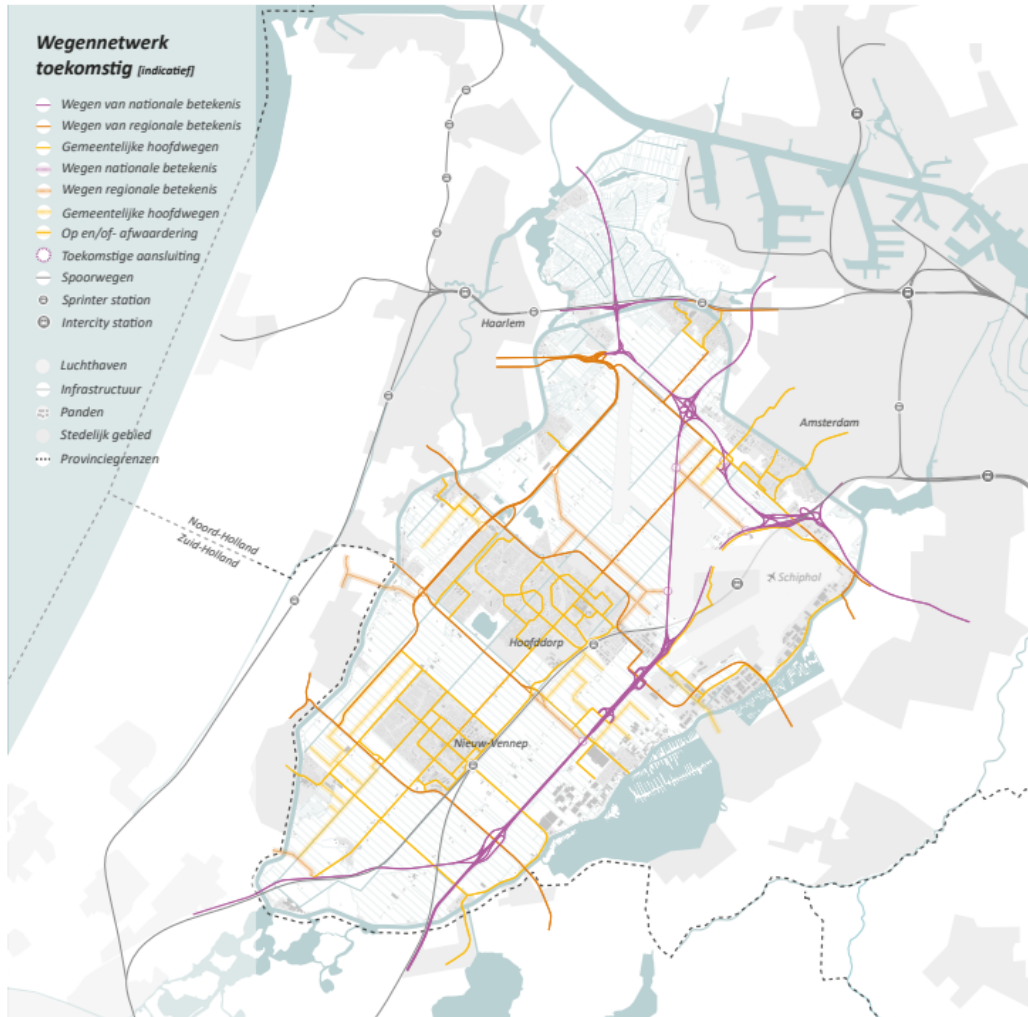 Wegennetwerk
toekomstig [indicatief]
Wegen van nationale betekenis
Wegen van regionale betekenis
Gemeentelijke hoofdwegen
Wegen nationale betekenis
Wegen regionale betekenis
Gemeentelijke hoofdwegen
Op en/of- afwaardering
Toekomstige aansluiting
Spoorwegen
Sprinter station
Intercity station
Luchthaven
Infrastructuur
Panden
Stedelijk gebied
Provinciegrenzen
Haarlem
Amsterdam
Noord-Holland
Zuid-Holland
Schiphol
Hoofddorp
Nieuw-Vennep